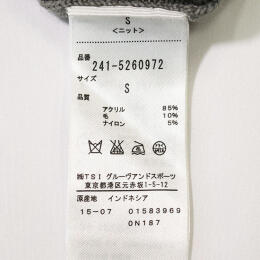 S
<ニット>
品番
241-5260972
サイズ
S
品質
アクリル 85%
毛 10%
ナイロン 5%
㈱TSI グルーヴアンドスポーツ
東京都港区元赤坂1-5-12
原産地 インドネシア
15-07 01583969
0N187